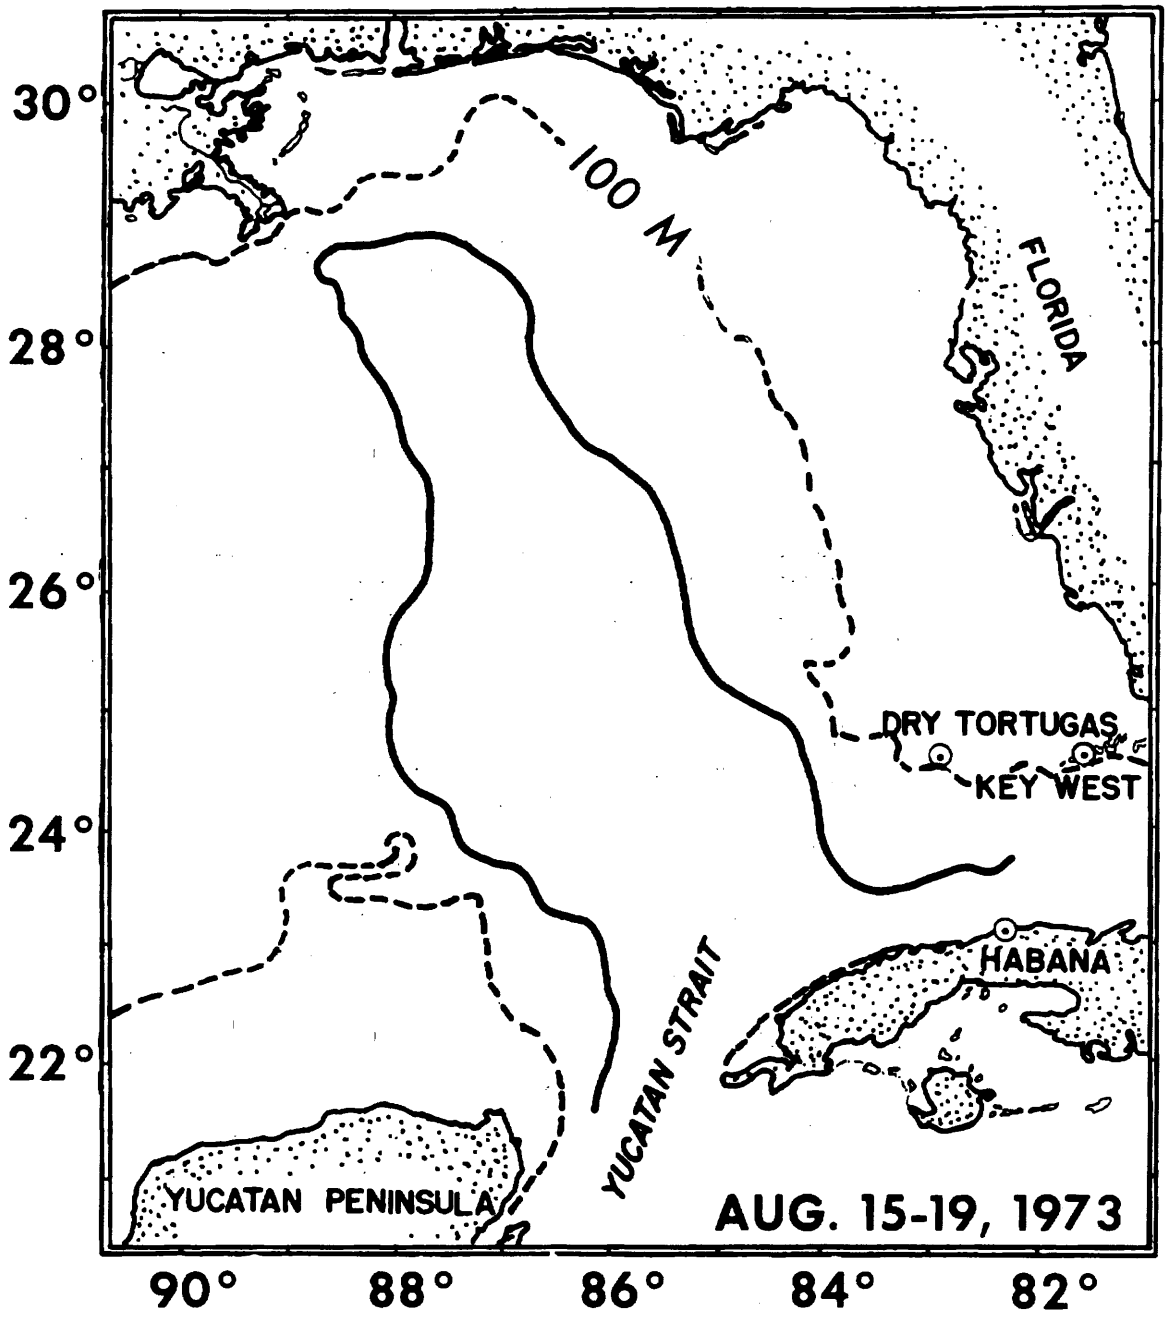 30°
100 M
FLORIDA
28°
26°
DRY TORTUGAS
KEY WEST
24°
HABANA
YUCATAN STRAIT
22°
YUCATAN PENINSULA
AUG. 15-19, 1973
90° 88° 86° 84° 82°